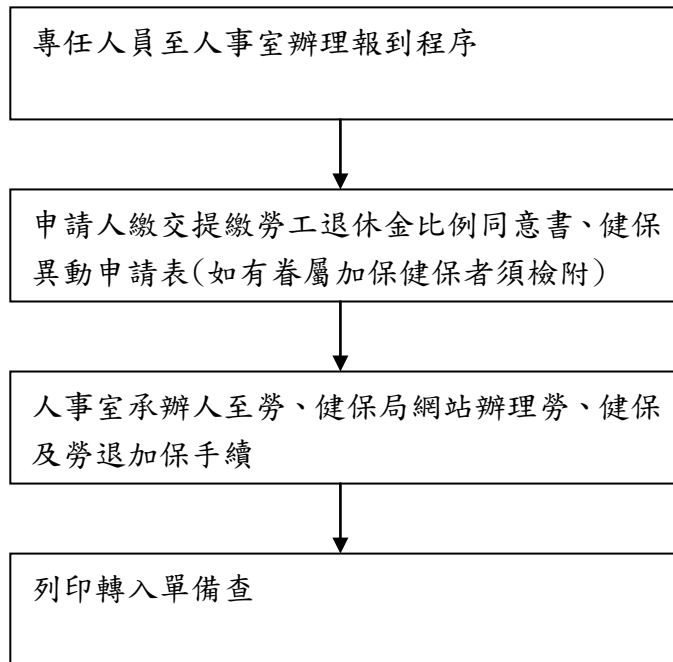 專任人員至人事室辦理報到程序
申請人繳交提繳勞工退休金比例同意書、健保
異動申請表(如有眷屬加保健保者須檢附)
人事室承辦人至勞、健保局網站辦理勞、健保
及勞退加保手續
列印轉入單備查